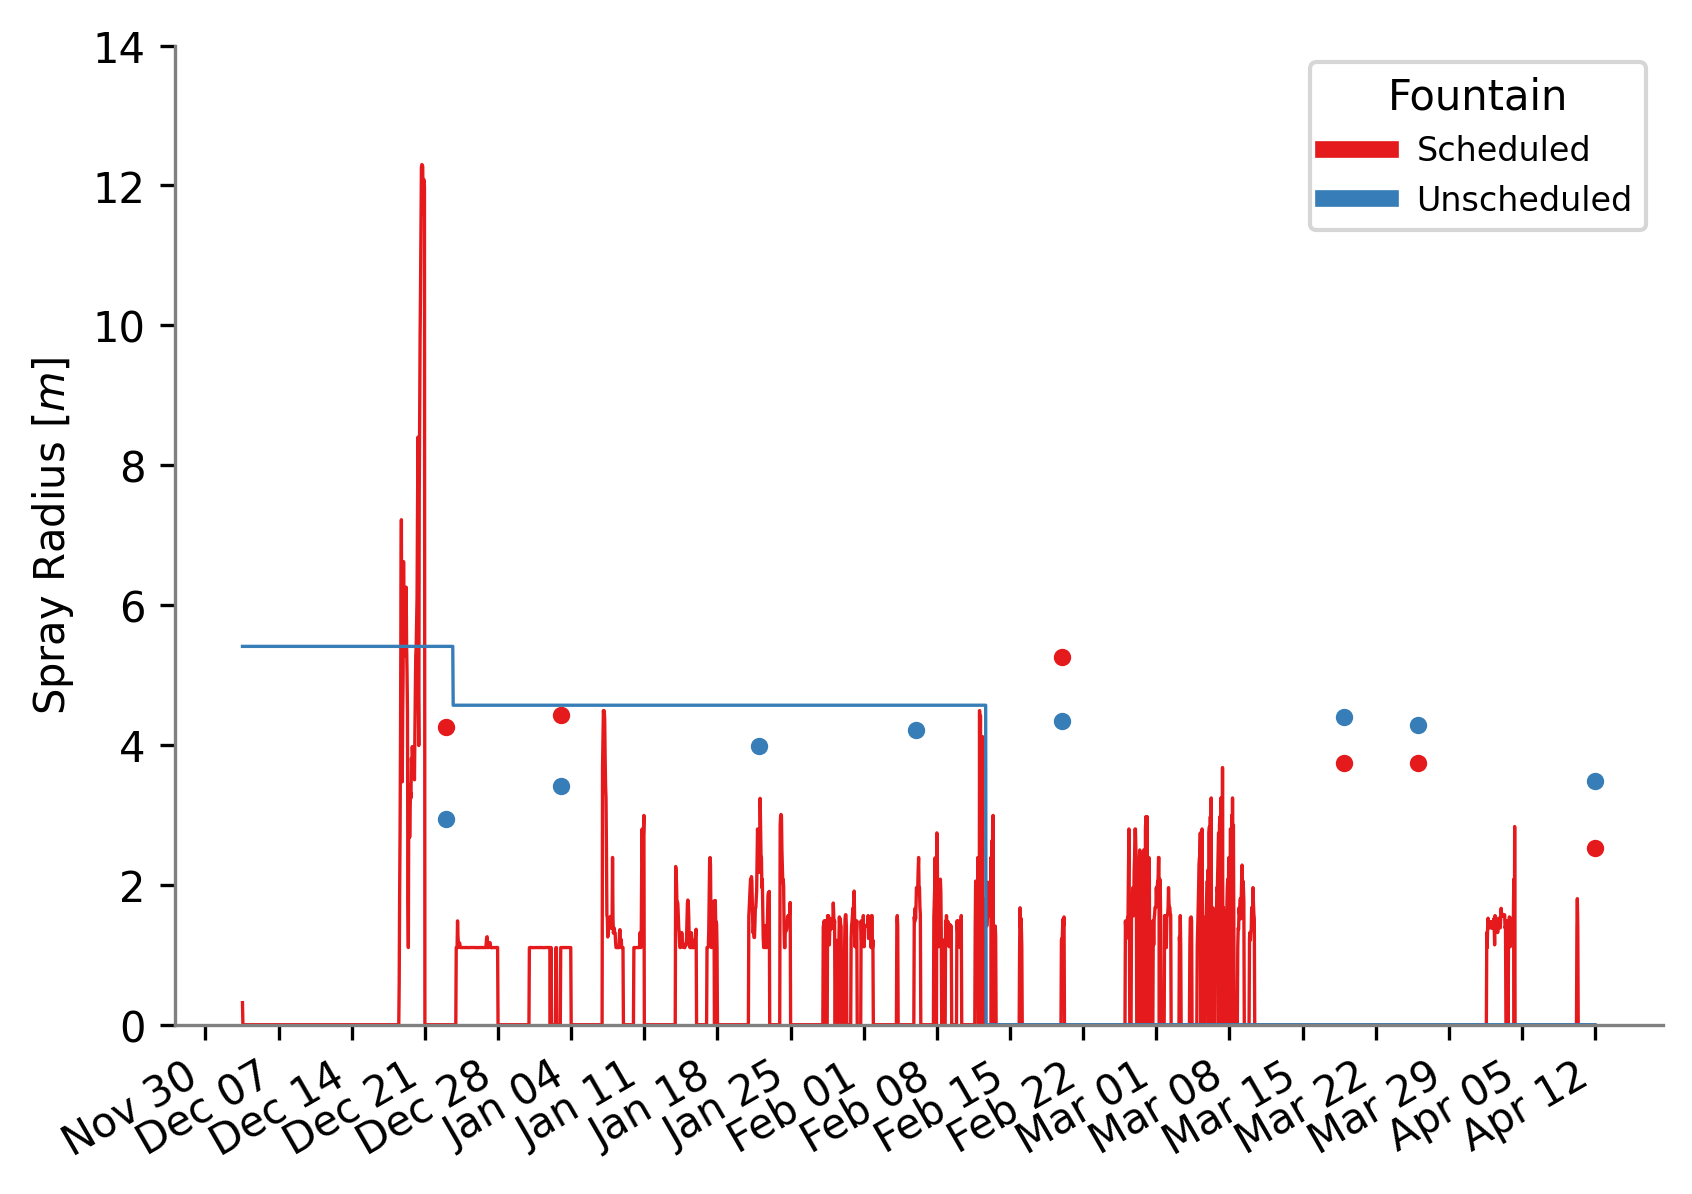 14
12
10
8
6
4
2
0
Spray Radius [m]
Fountain
Scheduled
Unscheduled
Nov 30
Dec 07
Dec 14
Dec 21
Dec 28
Jan 04
Jan 11
Jan 18
Jan 25
Feb 01
Feb 08
Feb 15
Feb 22
Mar 01
Mar 08
Mar 15
Mar 22
Mar 29
Apr 05
Apr 12